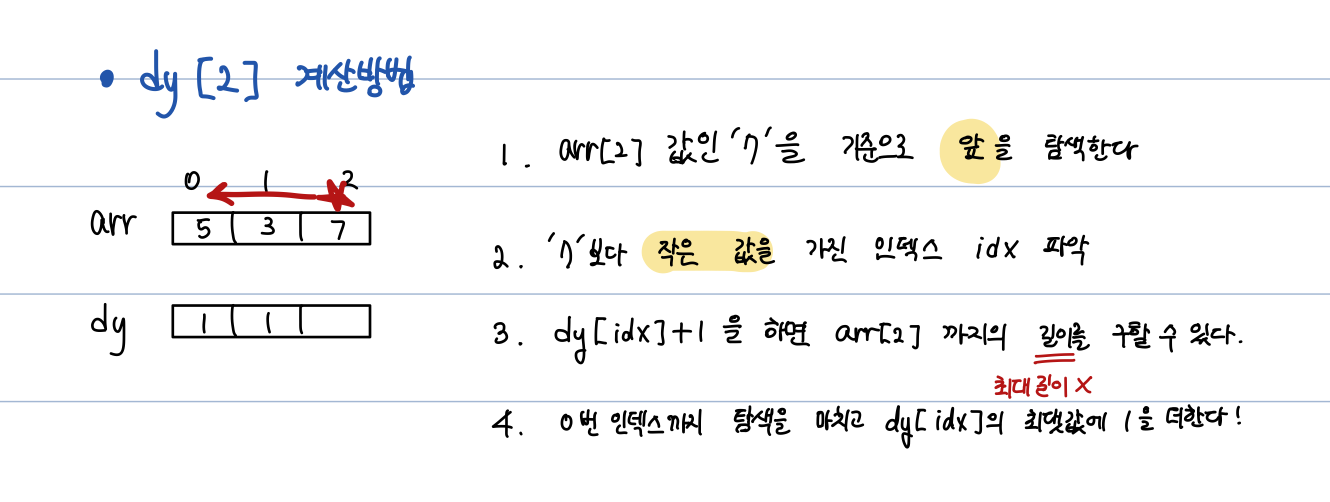 • dy[2] 계산방법
0 1 2
arr 5 3 7
dy 1 1
1. arr[2] 값인 '7'을 기준으로 앞을 탐색한다
2. '7'보다 작은 값을 가진 인덱스 idx 파악
3. dy[idx]+1 을 하면 arr[2] 까지의 길이를 구할 수 있다.
최대길이 X
4. 0번 인덱스까지 탐색을 마치고 dy[idx]의 최댓값에 1을 더한다!